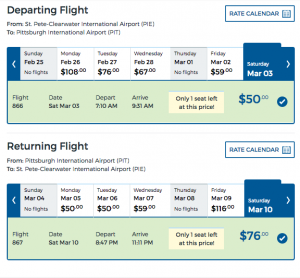 Departing Flight
RATE CALENDAR
From: St. Pete-Clearwater International Airport (PIE)
To: Pittsburgh International Airport (PIT)
Sunday Monday Tuesday Wednesday Thursday Friday Saturday
Feb 25 Feb 26 Feb 27 Feb 28 Mar 01 Mar 02 Mar 03
No flights $108.00 $76.00 $67.00 No flights $59.00
Flight Date Depart Arrive Only 1 seat left $50.00
866 Sat Mar 03 7:10 AM 9:31 AM at this price!
Returning Flight
RATE CALENDAR
From: Pittsburgh International Airport (PIT)
To: St. Pete-Clearwater International Airport (PIE)
Sunday Monday Tuesday Wednesday Thursday Friday Saturday
Mar 04 Mar 05 Mar 06 Mar 07 Mar 08 Mar 09 Mar 10
No flights $50.00 $50.00 $59.00 No flights $116.00
Flight Date Depart Arrive Only 1 seat left $76.00
867 Sat Mar 10 8:47 PM 11:11 PM at this price!